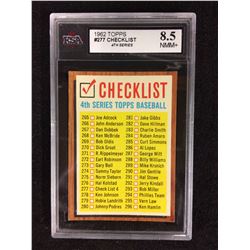 KSA
1962 TOPPS
#277 CHECKLIST
4TH SERIES
8.5
NMM+
CHECKLIST
4th SERIES TOPPS BASEBALL
265 Joe Adcock
266 John Anderson
267 Dan Dobbek
268 Ken McBride
269 Bob Oldis
270 Dick Groat
271 R. Rippelmeyer
272 Earl Robinson
273 Gary Bell
274 Sammy Taylor
275 Norm Siebern
276 Hal Kolstad
277 Check List 4
278 Ken Johnson
279 Hobie Landrith
280 Johnny Podres
281 Jake Gibbs
282 Dave Hillman
283 Charlie Smith
284 Ruben Amaro
285 Curt Simmons
286 Al Lopez
287 George Witt
288 Billy Williams
289 Mike Krsnich
290 Jim Gentile
291 Hal Stowe
292 Jerry Kindall
293 Bob Miller
294 Phillies Team
295 Vern Law
296 Ken Hamlin